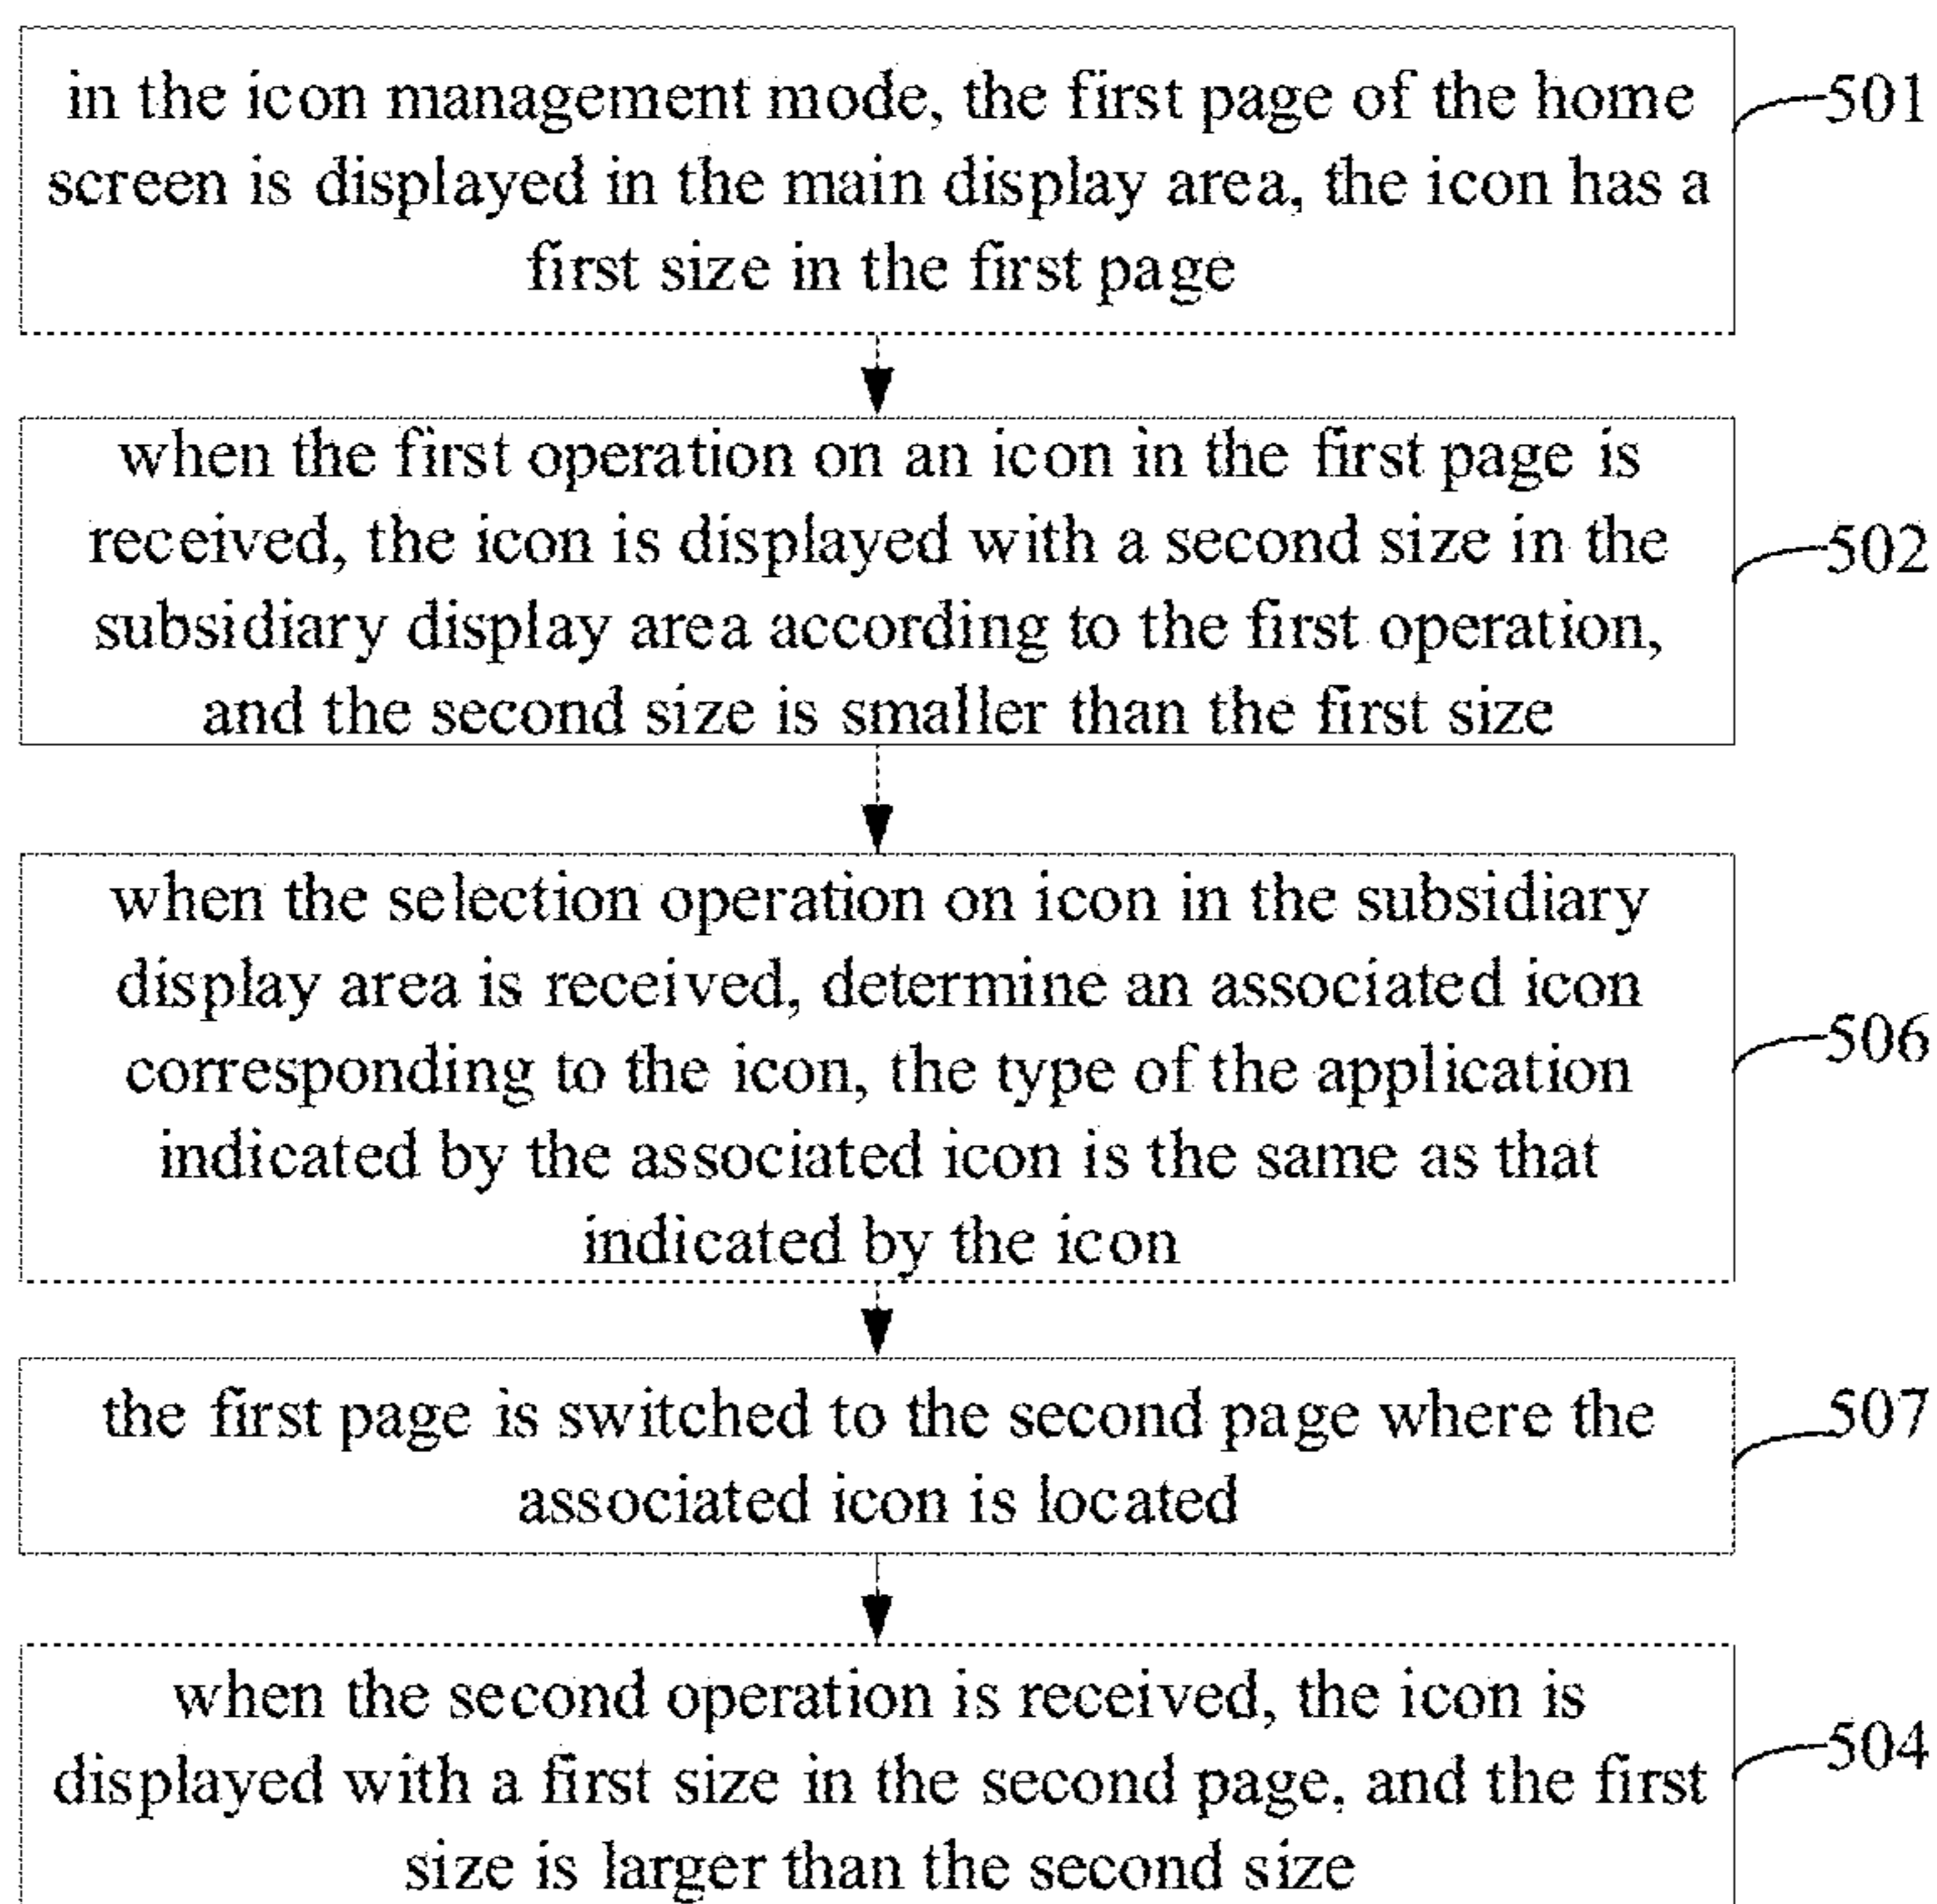 in the icon management mode, the first page of the home
screen is displayed in the main display area, the icon has a
first size in the first page
501
when the first operation on an icon in the first page is
received, the icon is displayed with a second size in the
subsidiary display area according to the first operation,
and the second size is smaller than the first size
502
when the selection operation on icon in the subsidiary
display area is received, determine an associated icon
corresponding to the icon, the type of the application
indicated by the associated icon is the same as that
indicated by the icon
506
the first page is switched to the second page where the
associated icon is located
507
when the second operation is received, the icon is
displayed with a first size in the second page, and the first
size is larger than the second size
504